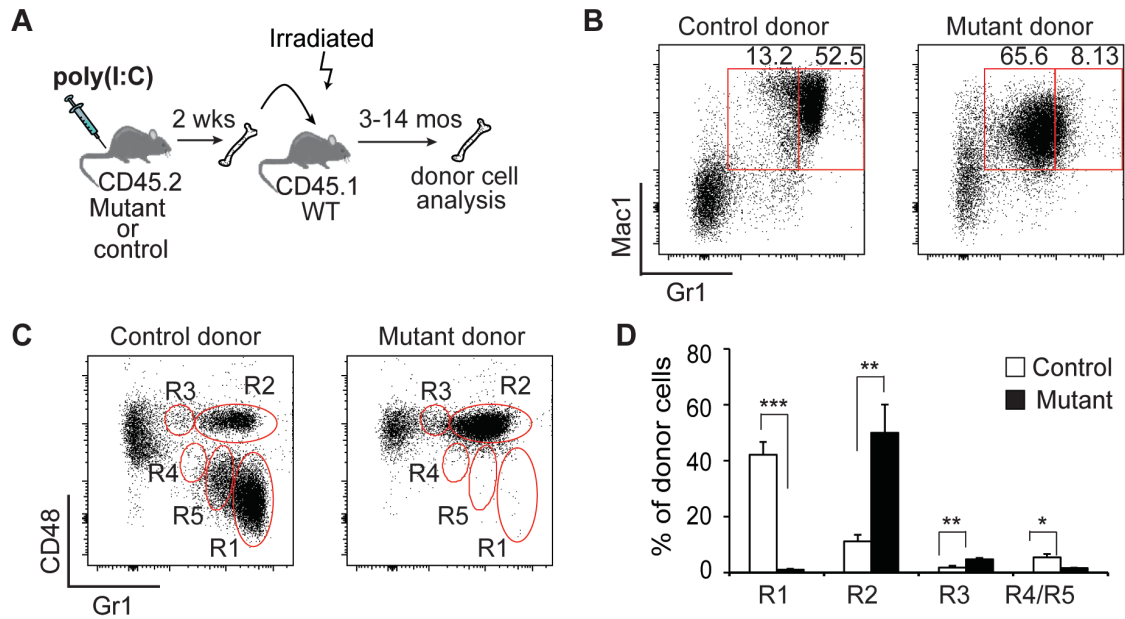 A
Irradiated
poly(I:C)
2 wks
3-14 mos
CD45.2
Mutant
or
control
CD45.1
WT
donor cell
analysis
B
Control donor
Mutant donor
13.2 52.5
65.6 8.13
Mac1
Gr1
C
Control donor
Mutant donor
R3
R2
R4
R5
R1
R3
R2
R4
R5
R1
CD48
Gr1
D
% of donor cells
80
60
40
20
0
***
**
**
*
Control
Mutant
R1 R2 R3 R4/R5